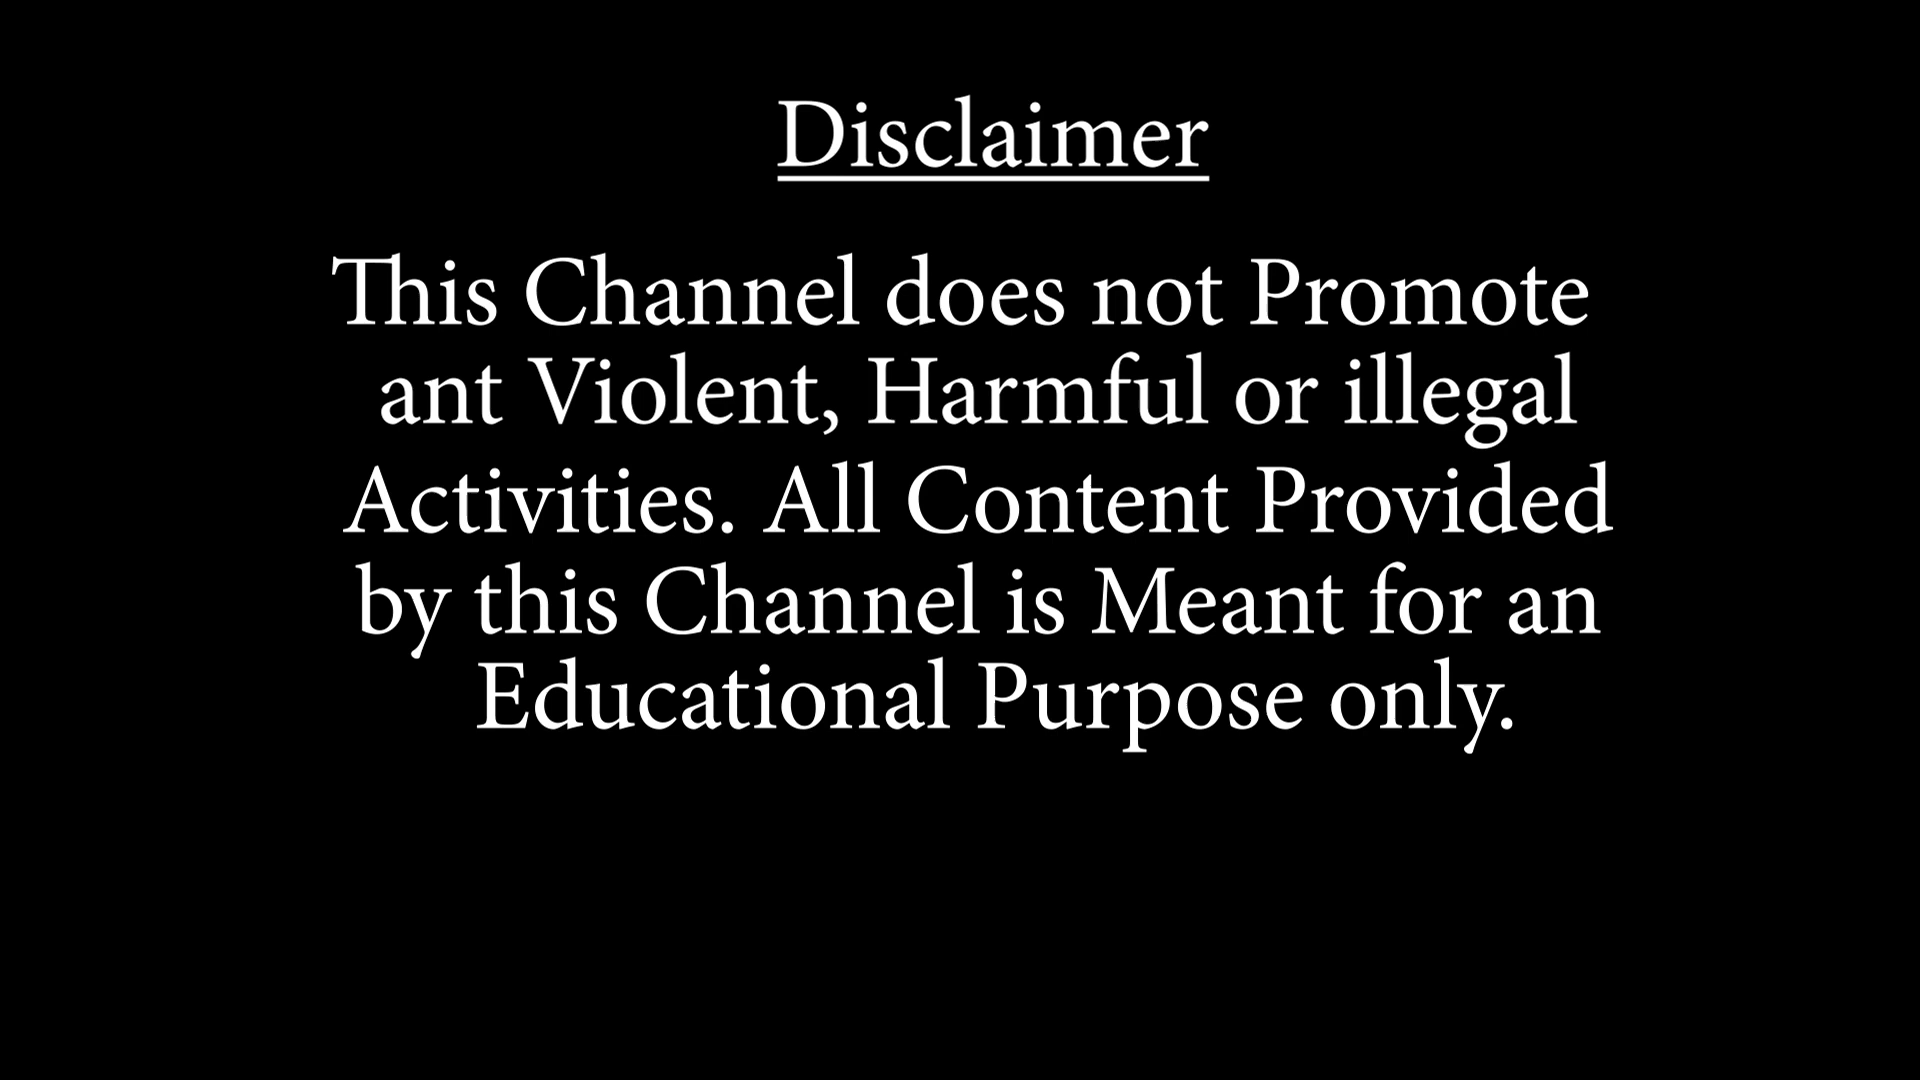 Disclaimer
This Channel does not Promote
ant Violent, Harmful or illegal
Activities. All Content Provided
by this Channel is Meant for an
Educational Purpose only.